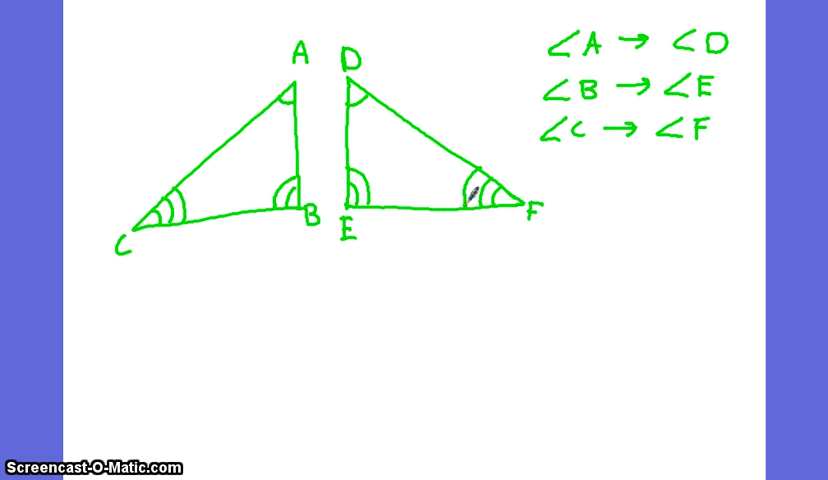 A D
∠A → ∠D
∠B → ∠E
∠C → ∠F
C B E F
Screencast-O-Matic.com